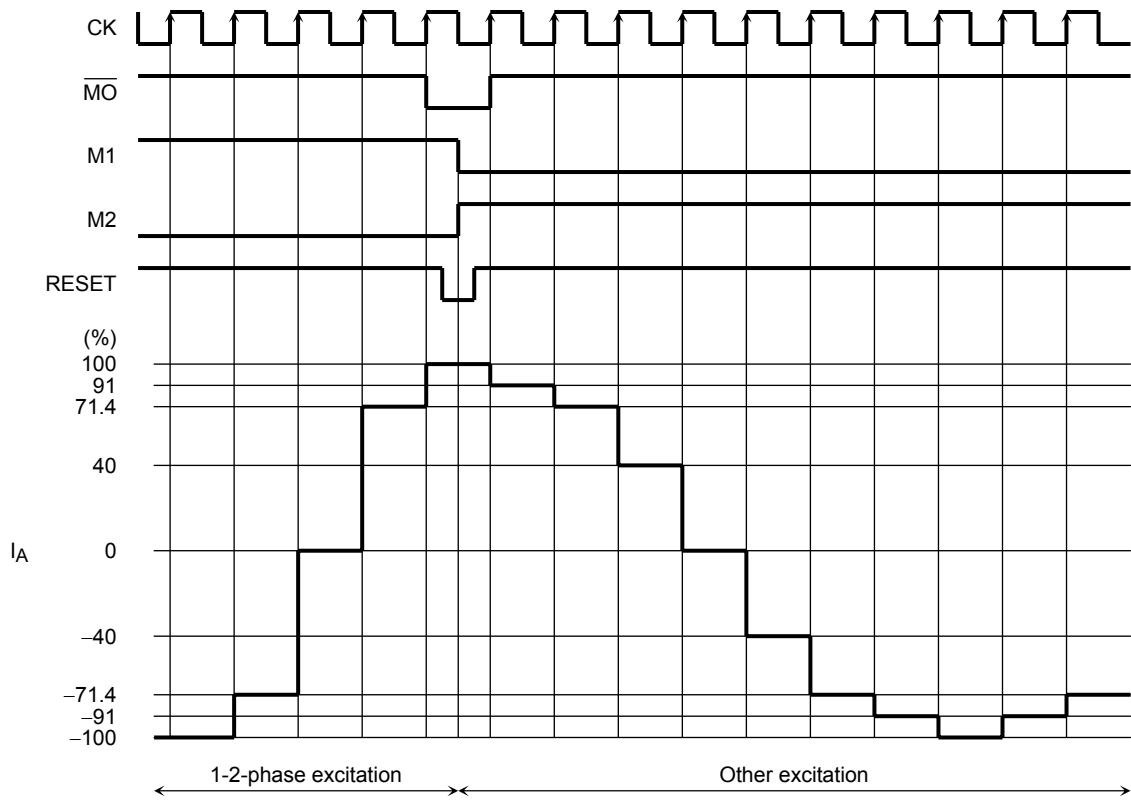 CK
MO
M1
M2
RESET
(%)
100
91
71.4
40
I_A
0
−40
−71.4
−91
−100
1-2-phase excitation
Other excitation